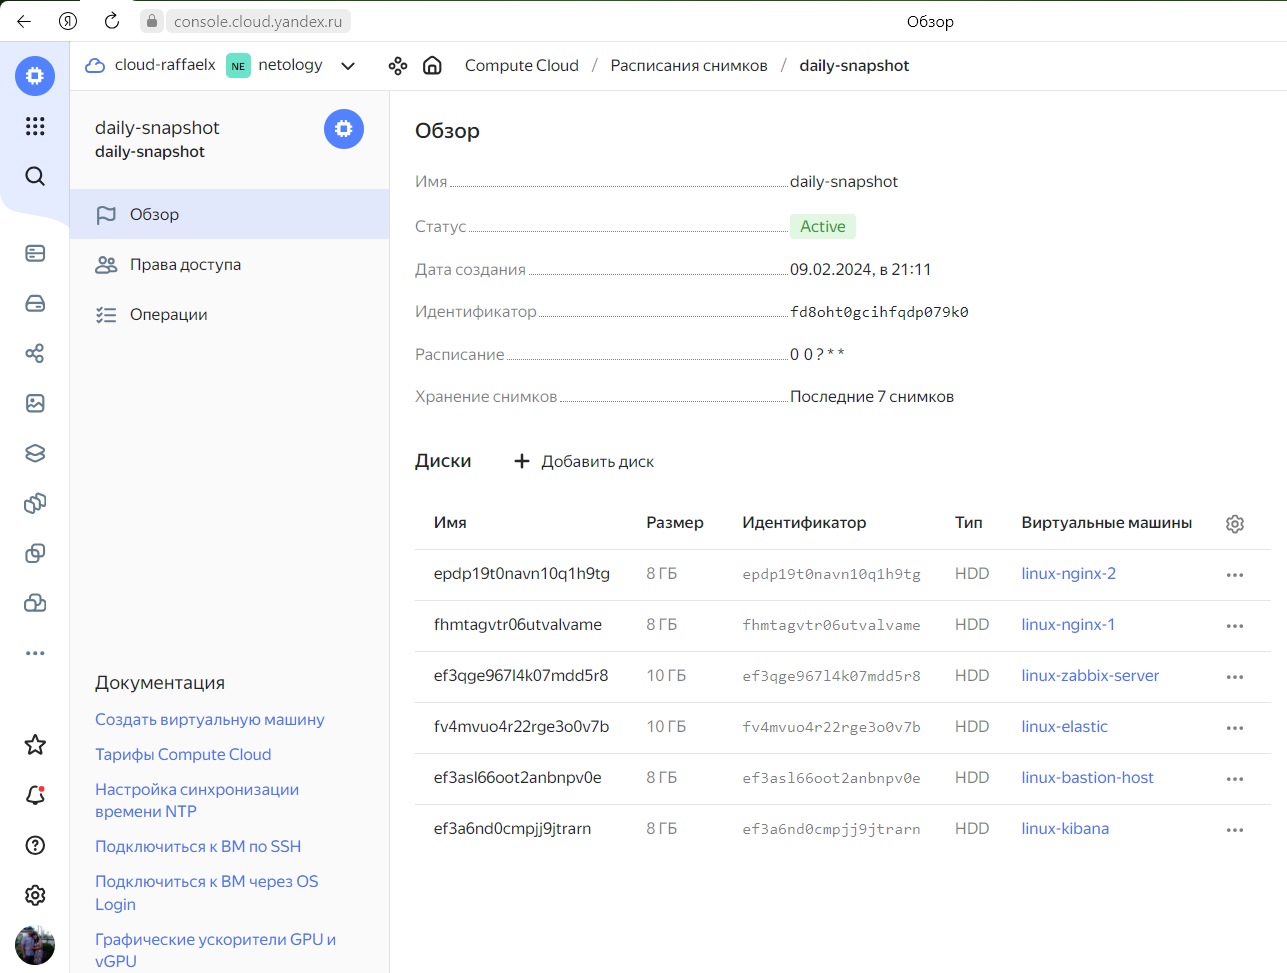 console.cloud.yandex.ru
Обзор
cloud-raffaelx NE netology
Compute Cloud / Расписания снимков / daily-snapshot
daily-snapshot
daily-snapshot
Обзор
Права доступа
Операции
Документация
Создать виртуальную машину
Тарифы Compute Cloud
Настройка синхронизации
времени NTP
Подключиться к ВМ по SSH
Подключиться к ВМ через OS
Login
Графические ускорители GPU и
vGPU
Обзор
Имя daily-snapshot
Статус Active
Дата создания 09.02.2024, в 21:11
Идентификатор fd8oht0gcihfqdp079k0
Расписание 0 0 ? * *
Хранение снимков Последние 7 снимков
Диски + Добавить диск
Имя Размер Идентификатор Тип Виртуальные машины
epdp19t0navn10q1h9tg 8 ГБ epdp19t0navn10q1h9tg HDD linux-nginx-2
fhmtagvtr06utvalvame 8 ГБ fhmtagvtr06utvalvame HDD linux-nginx-1
ef3qge967l4k07mdd5r8 10 ГБ ef3qge967l4k07mdd5r8 HDD linux-zabbix-server
fv4mvuo4r22rge3o0v7b 10 ГБ fv4mvuo4r22rge3o0v7b HDD linux-elastic
ef3asl66oot2anbnpv0e 8 ГБ ef3asl66oot2anbnpv0e HDD linux-bastion-host
ef3a6nd0cmpjj9jtrarn 8 ГБ ef3a6nd0cmpjj9jtrarn HDD linux-kibana